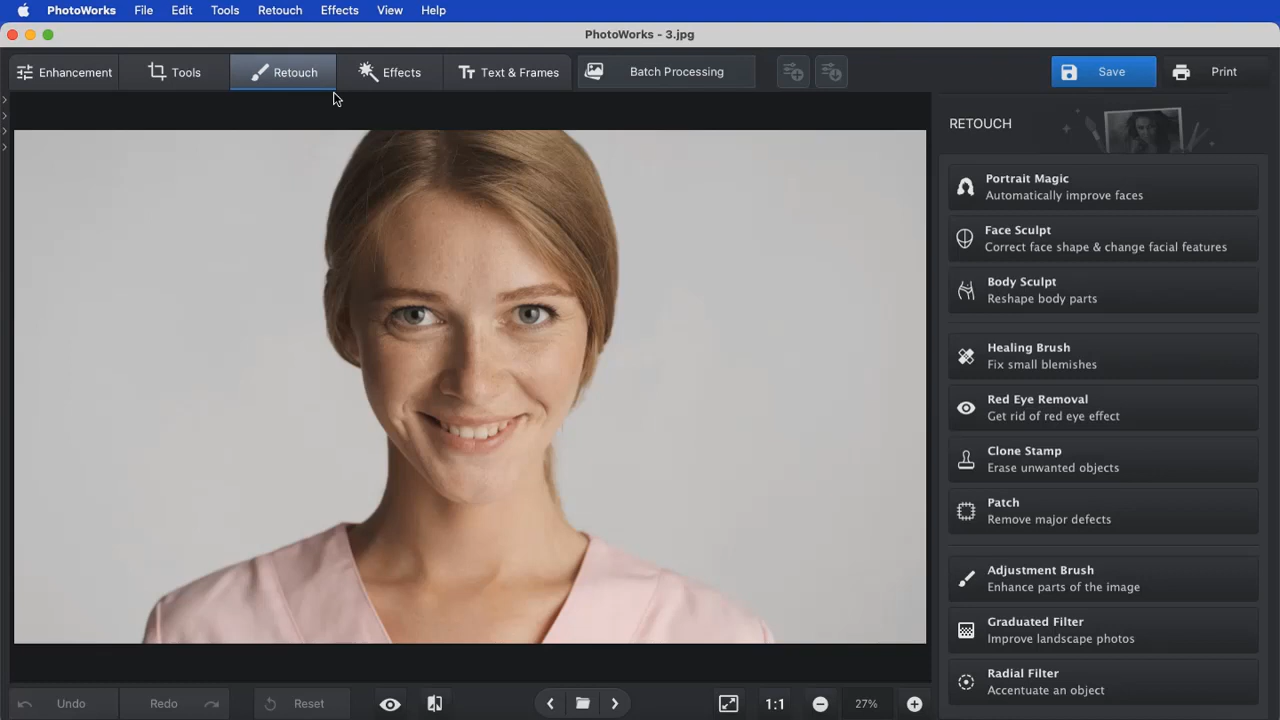 PhotoWorks File Edit Tools Retouch Effects View Help
PhotoWorks - 3.jpg
Enhancement Tools Retouch Effects Text & Frames Batch Processing Save Print
RETOUCH
Portrait Magic
Automatically improve faces
Face Sculpt
Correct face shape & change facial features
Body Sculpt
Reshape body parts
Healing Brush
Fix small blemishes
Red Eye Removal
Get rid of red eye effect
Clone Stamp
Erase unwanted objects
Patch
Remove major defects
Adjustment Brush
Enhance parts of the image
Graduated Filter
Improve landscape photos
Radial Filter
Accentuate an object
Undo Redo Reset 1:1 27%